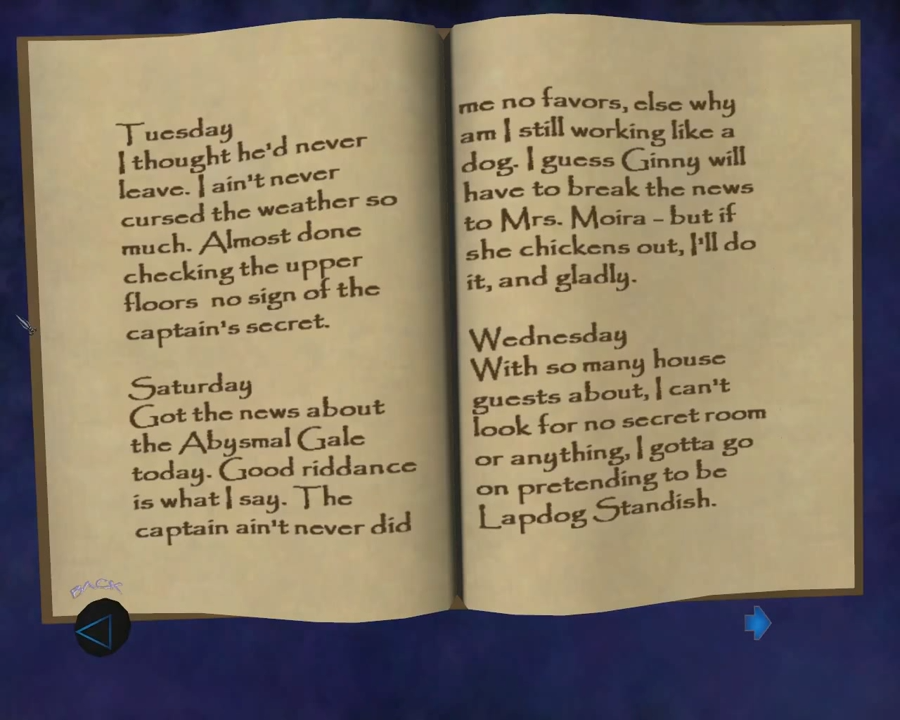 Tuesday
I thought he'd never
leave. I ain't never
cursed the weather so
much. Almost done
checking the upper
floors no sign of the
captain's secret.
Saturday
Got the news about
the Abysmal Gale
today. Good riddance
is what I say. The
captain ain't never did
me no favors, else why
am I still working like a
dog. I guess Ginny will
have to break the news
to Mrs. Moira - but if
she chickens out, I'll do
it, and gladly.
Wednesday
With so many house
guests about, I can't
look for no secret room
or anything, I gotta go
on pretending to be
Lapdog Standish.
BACK